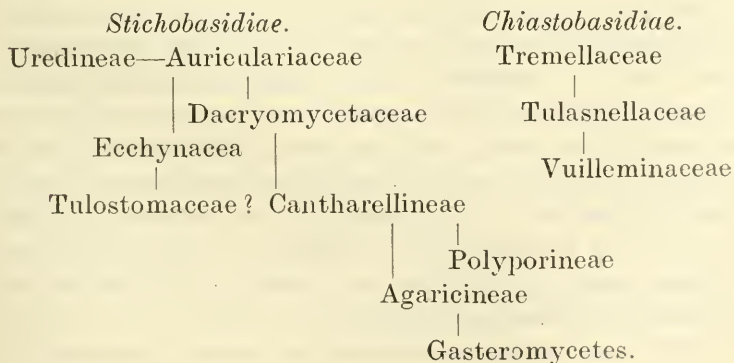 Stichobasidiae. Chiastobasidiae.
Uredineae—Auriculariaceae Tremellaceae
Dacryomycetaceae Tulasnellaceae
Ecchynacea Vuilleminaceae
Tulostomaceae ? Cantharellineae
Polyporineae
Agaricineae
Gasteromycetes.